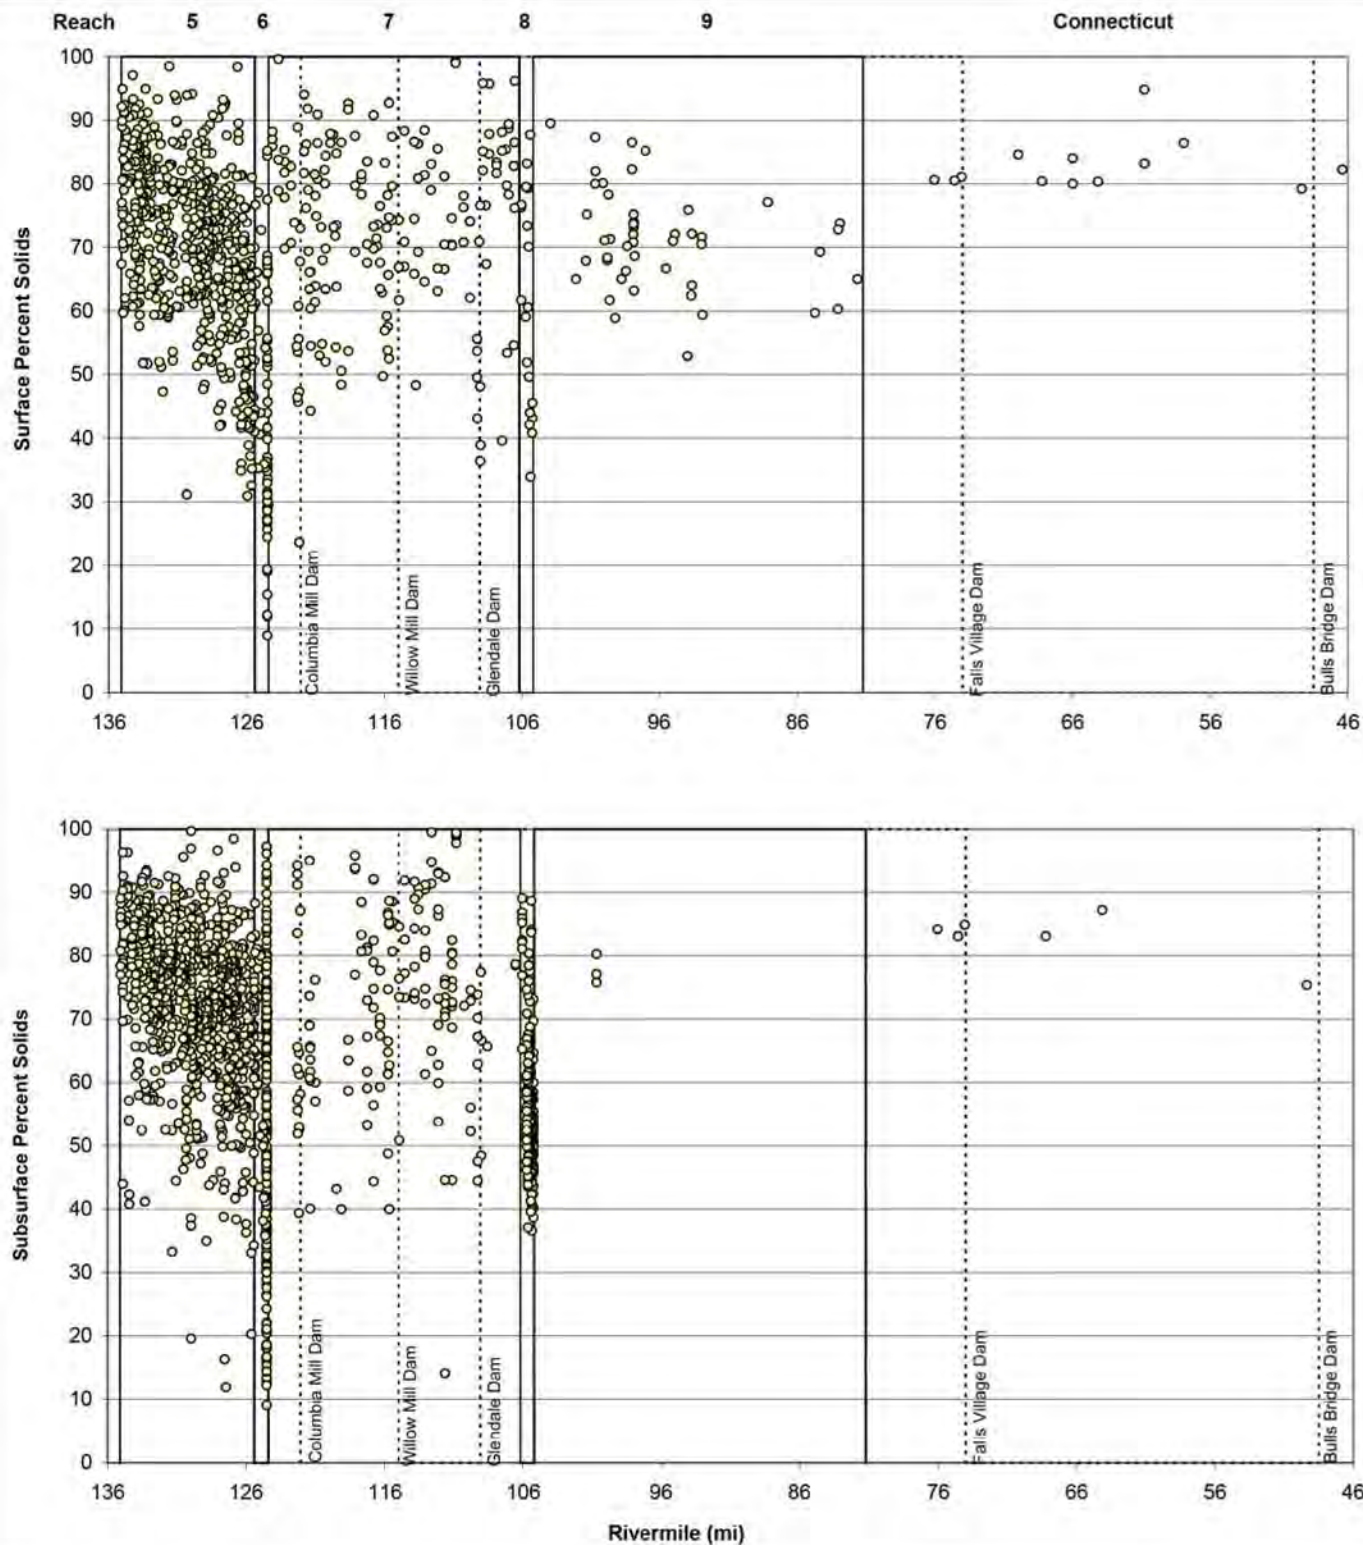 Reach 5 6 7 8 9 Connecticut
Surface Percent Solids
100
90
80
70
60
50
40
30
20
10
0
Columbia Mill Dam
Willow Mill Dam
Glendale Dam
Falls Village Dam
Bulls Bridge Dam
136 126 116 106 96 86 76 66 56 46
Subsurface Percent Solids
100
90
80
70
60
50
40
30
20
10
0
Columbia Mill Dam
Willow Mill Dam
Glendale Dam
Falls Village Dam
Bulls Bridge Dam
136 126 116 106 96 86 76 66 56 46
Rivermile (mi)